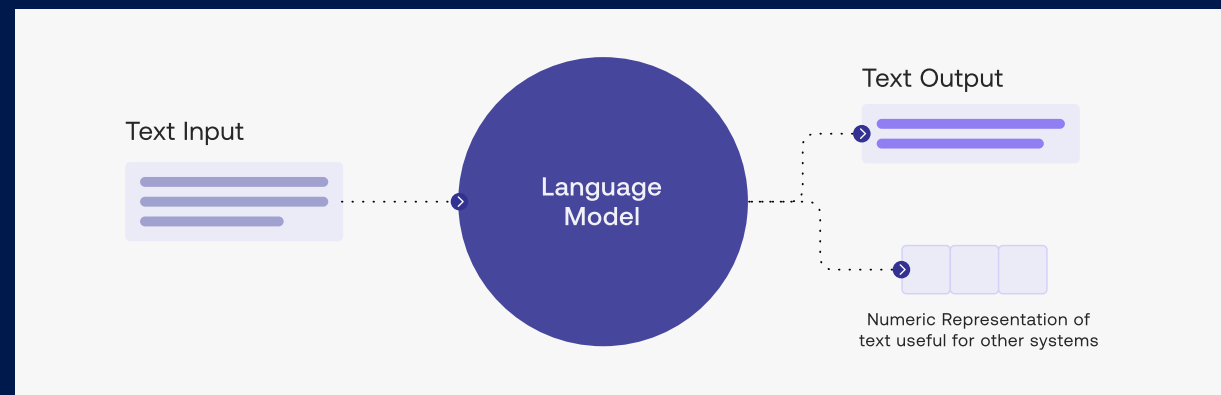 Text Input
Language
Model
Text Output
Numeric Representation of
text useful for other systems